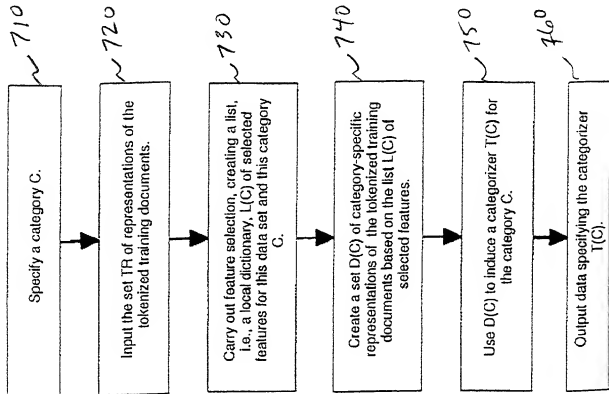 710
Specify a category C.
720
Input the set TR of representations of the
tokenized training documents.
730
Carry out feature selection, creating a list,
i.e., a local dictionary, L(C) of selected
features for this data set and this category
C.
740
Create a set D(C) of category-specific
representations of the tokenized training
documents based on the list L(C) of
selected features.
750
Use D(C) to induce a categorizer T(C) for
the category C.
760
Output data specifying the categorizer
T(C).